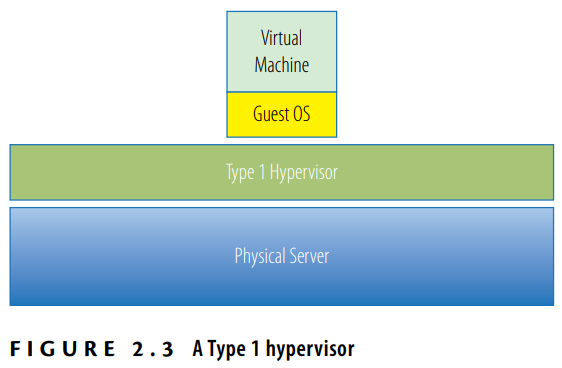 Virtual
Machine
Guest OS
Type 1 Hypervisor
Physical Server
FIGURE 2.3 A Type 1 hypervisor